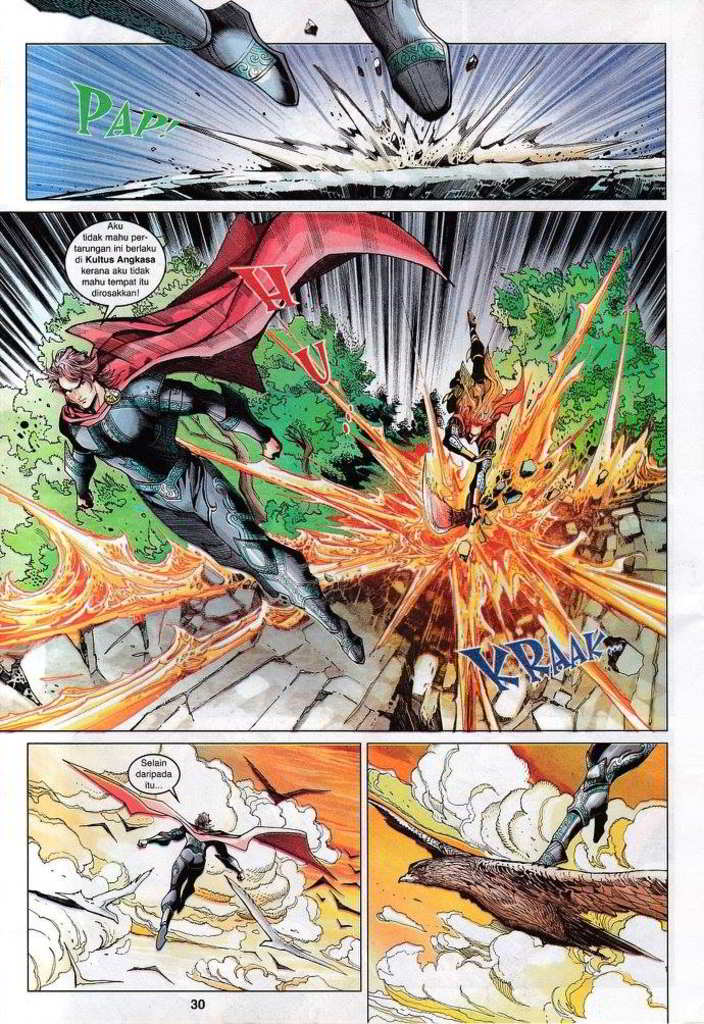 PAP!
Aku
tidak mahu per-
tarungan ini berlaku
di Kultus Angkasa
kerana aku tidak
mahu tempat itu
dirosakkan!
HU...
KRAAK...
Selain
daripada
itu...
30